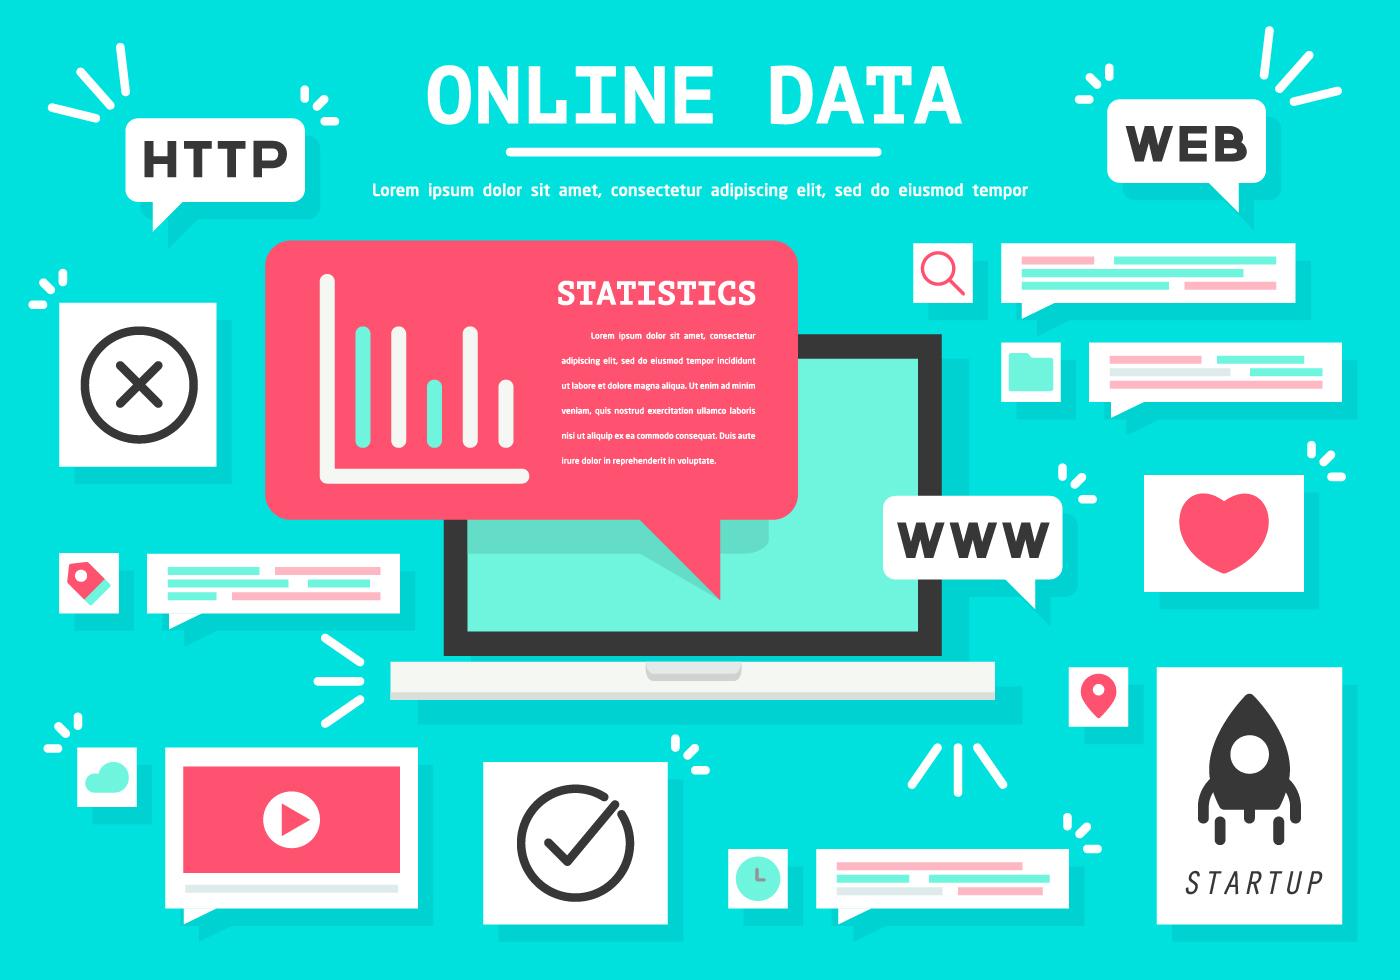 ONLINE DATA
HTTP
WEB
Lorem ipsum dolor sit amet, consectetur adipiscing elit, sed do eiusmod tempor
STATISTICS
Lorem ipsum dolor sit amet, consectetur
adipiscing elit, sed do eiusmod tempor incididunt
ut labore et dolore magna aliqua. Ut enim ad minim
veniam, quis nostrud exercitation ullamco laboris
nisi ut aliquip ex ea commodo consequat. Duis aute
irure dolor in reprehenderit in voluptate.
WWW
STARTUP